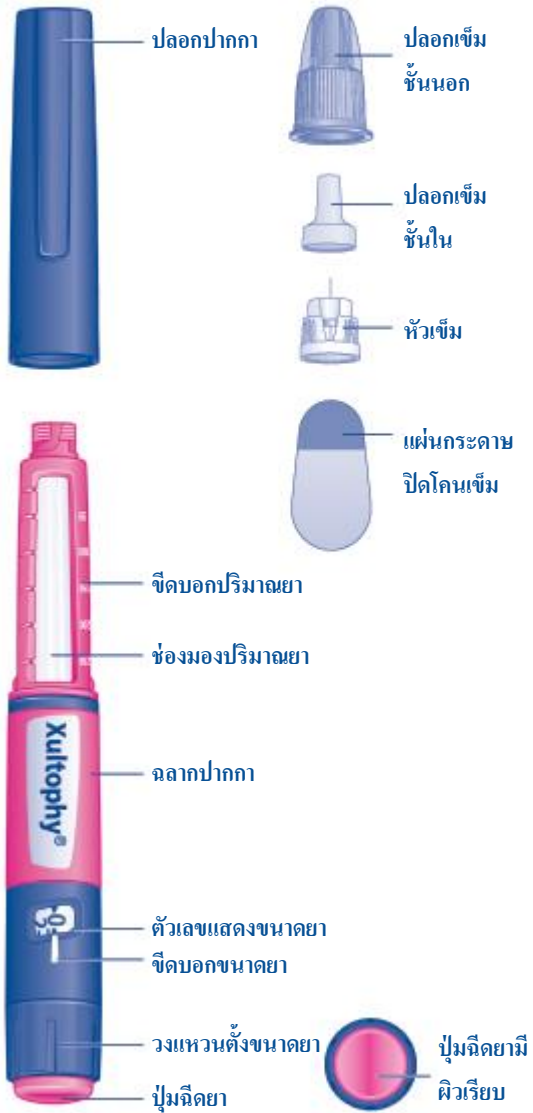 ปลอกปากกา
ปลอกเข็ม
ชั้นนอก
ปลอกเข็ม
ชั้นใน
หัวเข็ม
แผ่นกระดาษ
ปิดโคนเข็ม
ขีดบอกปริมาณยา
ช่องมองปริมาณยา
Xultophy®
ฉลากปากกา
ตัวเลขแสดงขนาดยา
ขีดบอกขนาดยา
วงแหวนตั้งขนาดยา
ปุ่มฉีดยา
ปุ่มฉีดยามี
ผิวเรียบ